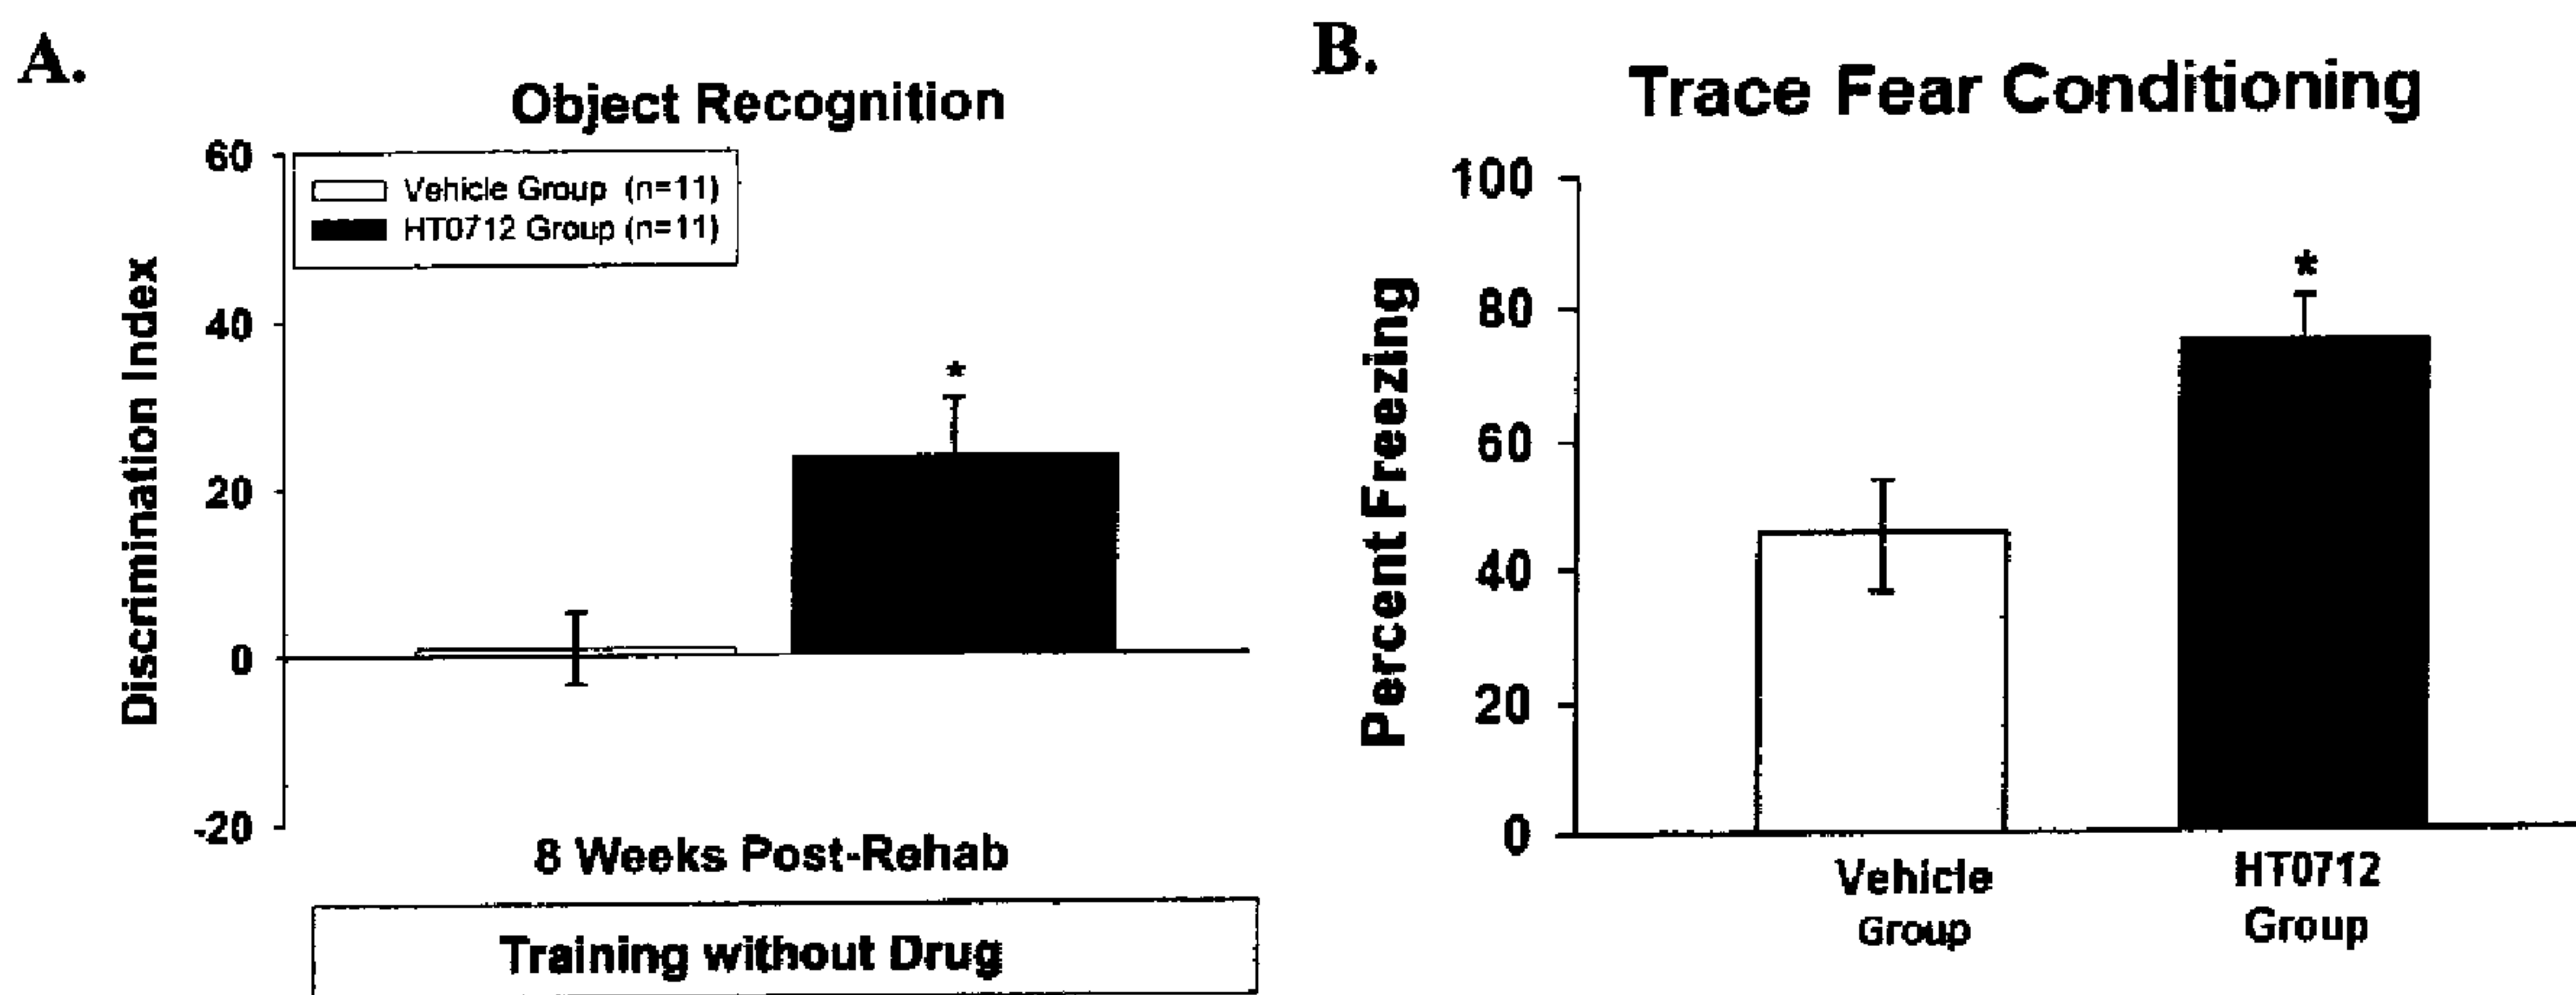 A.
Object Recognition
60
Vehicle Group (n=11)
HT0712 Group (n=11)
40
20
0
-20
Discrimination Index
*
8 Weeks Post-Rehab
Training without Drug
B.
Trace Fear Conditioning
100
80
60
40
20
0
Percent Freezing
*
Vehicle
Group
HT0712
Group